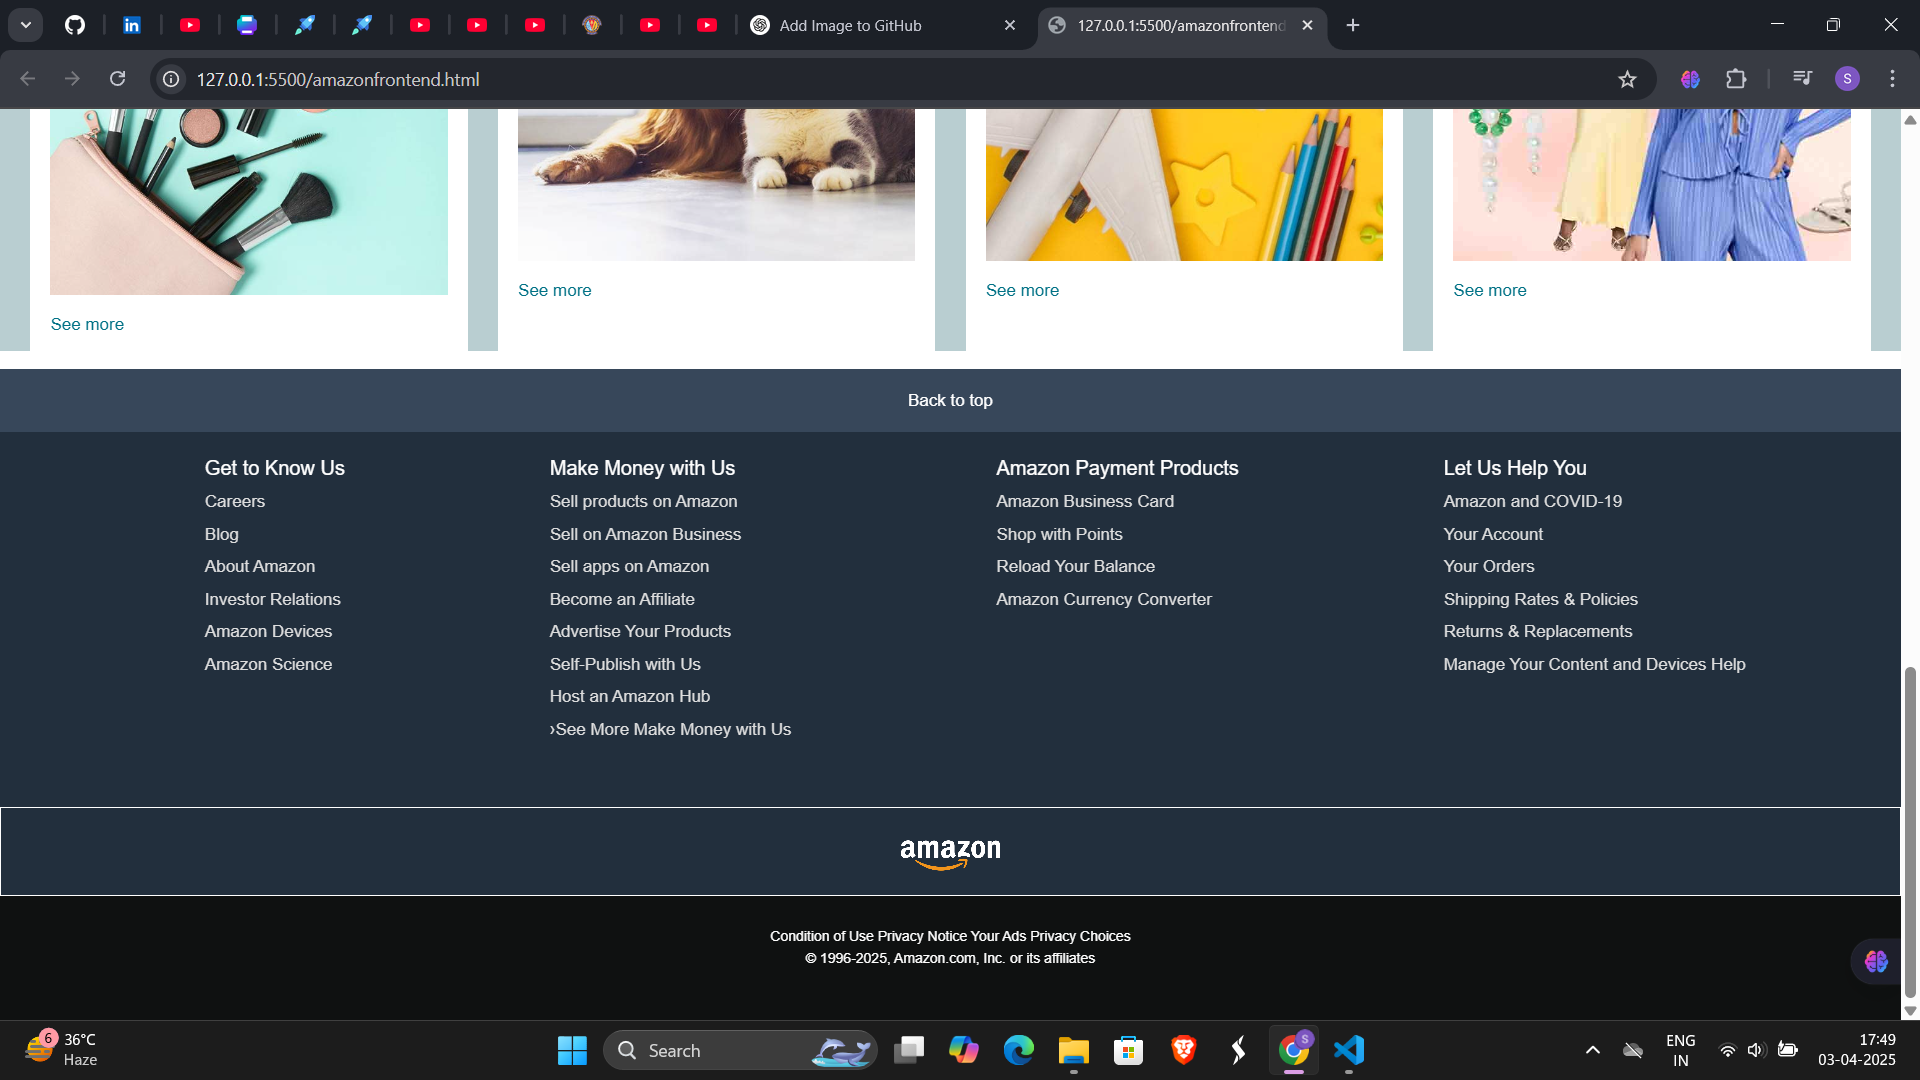 Add Image to GitHub
127.0.0.1:5500/amazonfrontend
127.0.0.1:5500/amazonfrontend.html
S
See more
See more
See more
See more
Back to top
Get to Know Us
Careers
Blog
About Amazon
Investor Relations
Amazon Devices
Amazon Science
Make Money with Us
Sell products on Amazon
Sell on Amazon Business
Sell apps on Amazon
Become an Affiliate
Advertise Your Products
Self-Publish with Us
Host an Amazon Hub
›See More Make Money with Us
Amazon Payment Products
Amazon Business Card
Shop with Points
Reload Your Balance
Amazon Currency Converter
Let Us Help You
Amazon and COVID-19
Your Account
Your Orders
Shipping Rates & Policies
Returns & Replacements
Manage Your Content and Devices Help
amazon
Condition of Use Privacy Notice Your Ads Privacy Choices
© 1996-2025, Amazon.com, Inc. or its affiliates
6
36°C
Haze
Search
S
ENG
IN
17:49
03-04-2025